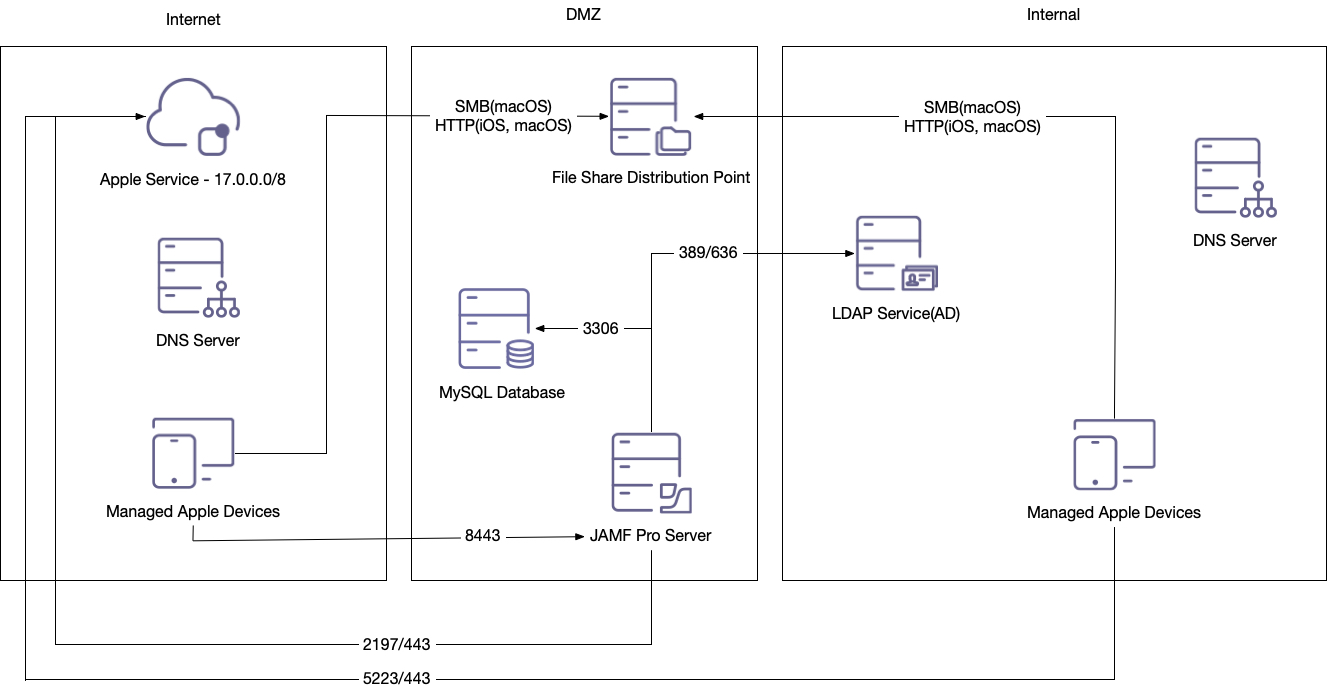 Internet
DMZ
Internal
SMB(macOS)
HTTP(iOS, macOS)
SMB(macOS)
HTTP(iOS, macOS)
Apple Service - 17.0.0.0/8
File Share Distribution Point
DNS Server
389/636
LDAP Service(AD)
3306
DNS Server
MySQL Database
Managed Apple Devices
Managed Apple Devices
8443
JAMF Pro Server
2197/443
5223/443